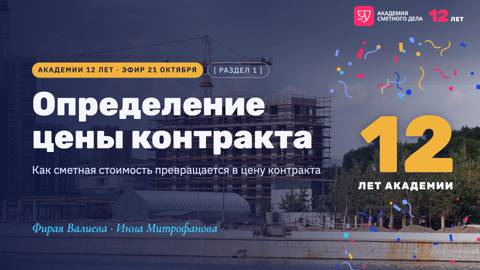 АКАДЕМИЯ
СМЕТНОГО ДЕЛА
12 ЛЕТ
АКАДЕМИИ 12 ЛЕТ · ЭФИР 21 ОКТЯБРЯ
[ РАЗДЕЛ 1 ]
Определение
цены контракта
Как сметная стоимость превращается в цену контракта
12
ЛЕТ АКАДЕМИИ
Фирая Валиева · Инна Митрофанова